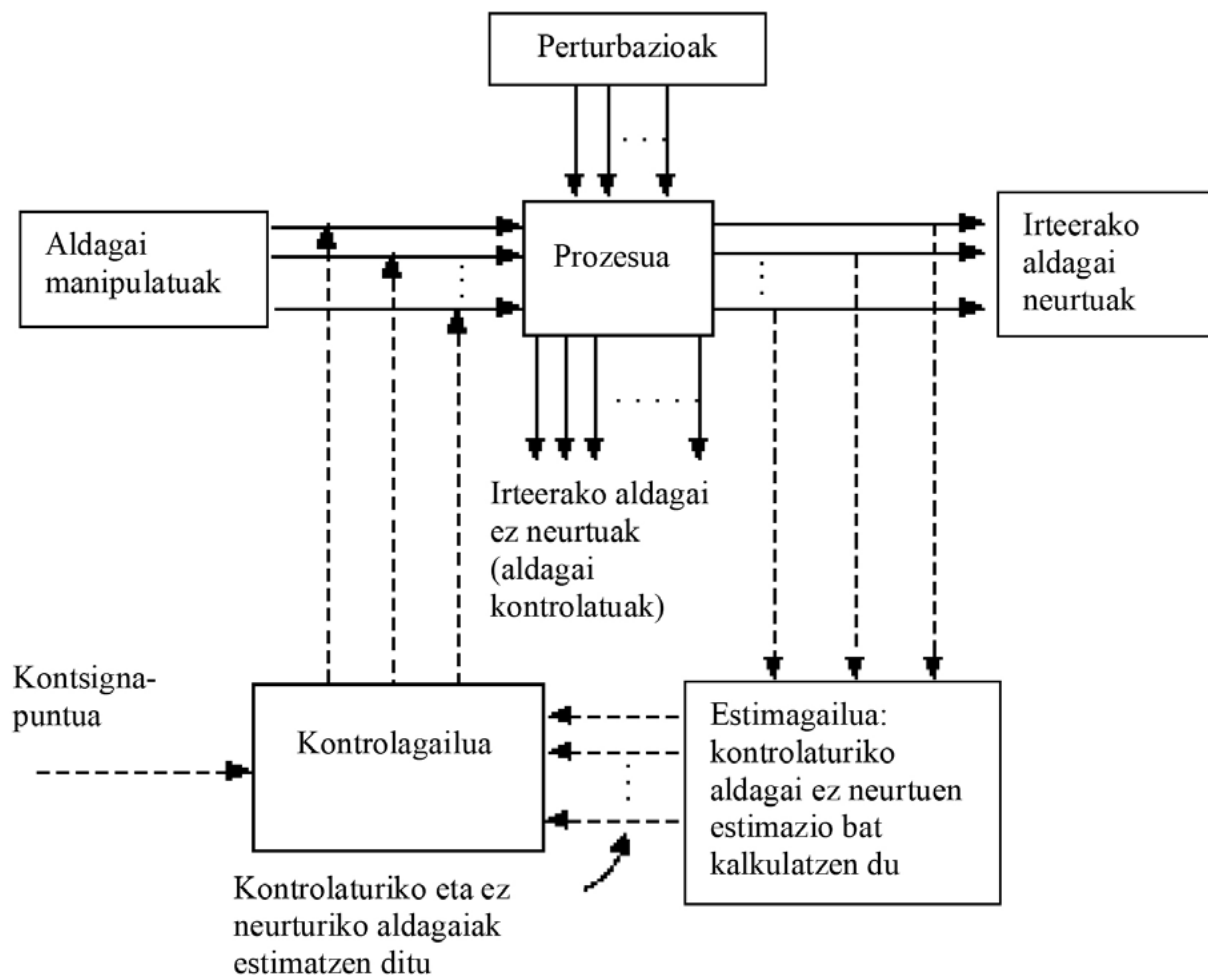 Perturbazioak
Aldagai
manipulatuak
Prozesua
Irteerako
aldagai
neurtuak
Irteerako aldagai
ez neurtuak
(aldagai
kontrolatuak)
Kontsigna-
puntua
Kontrolagailua
Estimagailua:
kontrolaturiko
aldagai ez neurtuen
estimazio bat
kalkulatzen du
Kontrolaturiko eta ez
neurturiko aldagaiak
estimatzen ditu